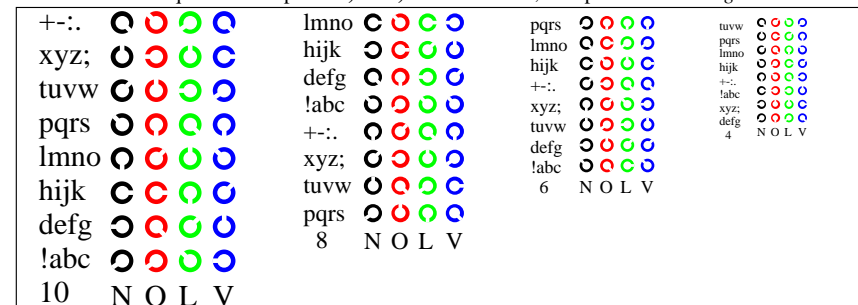 +-:.
xyz;
tuvw
pqrs
lmno
hijk
defg
!abc
10 N O L V
lmno
hijk
defg
!abc
+-:.
xyz;
tuvw
pqrs
8 N O L V
pqrs
lmno
hijk
+-:.
xyz;
tuvw
defg
!abc
6 N O L V
tuvw
pqrs
lmno
hijk
+-:.
!abc
xyz;
defg
4 N O L V